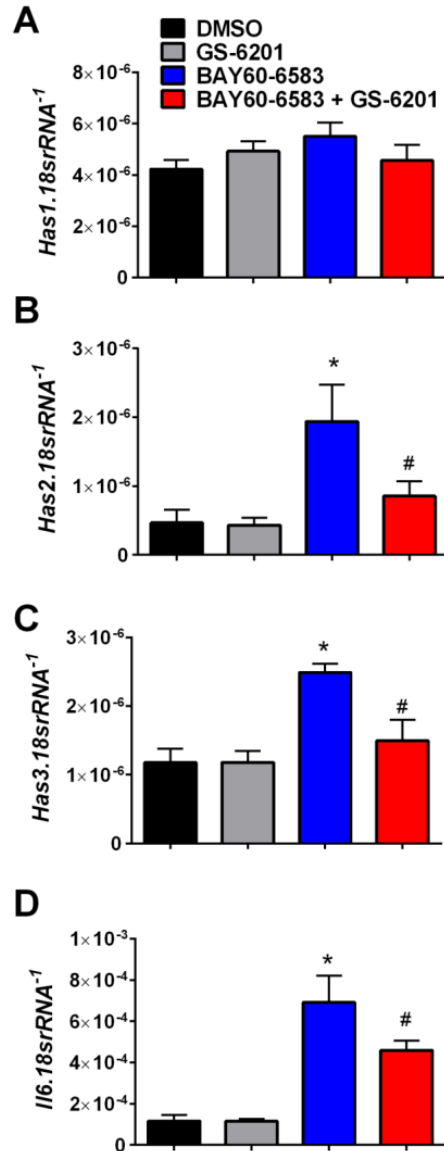 A
DMSO
GS-6201
BAY60-6583
BAY60-6583 + GS-6201
Has1.18srRNA⁻¹
8×10⁻⁶
6×10⁻⁶
4×10⁻⁶
2×10⁻⁶
0
B
Has2.18srRNA⁻¹
3×10⁻⁶
2×10⁻⁶
1×10⁻⁶
0
*
#
C
Has3.18srRNA⁻¹
3×10⁻⁶
2×10⁻⁶
1×10⁻⁶
0
*
#
D
Il6.18srRNA⁻¹
1×10⁻³
8×10⁻⁴
6×10⁻⁴
4×10⁻⁴
2×10⁻⁴
0
*
#